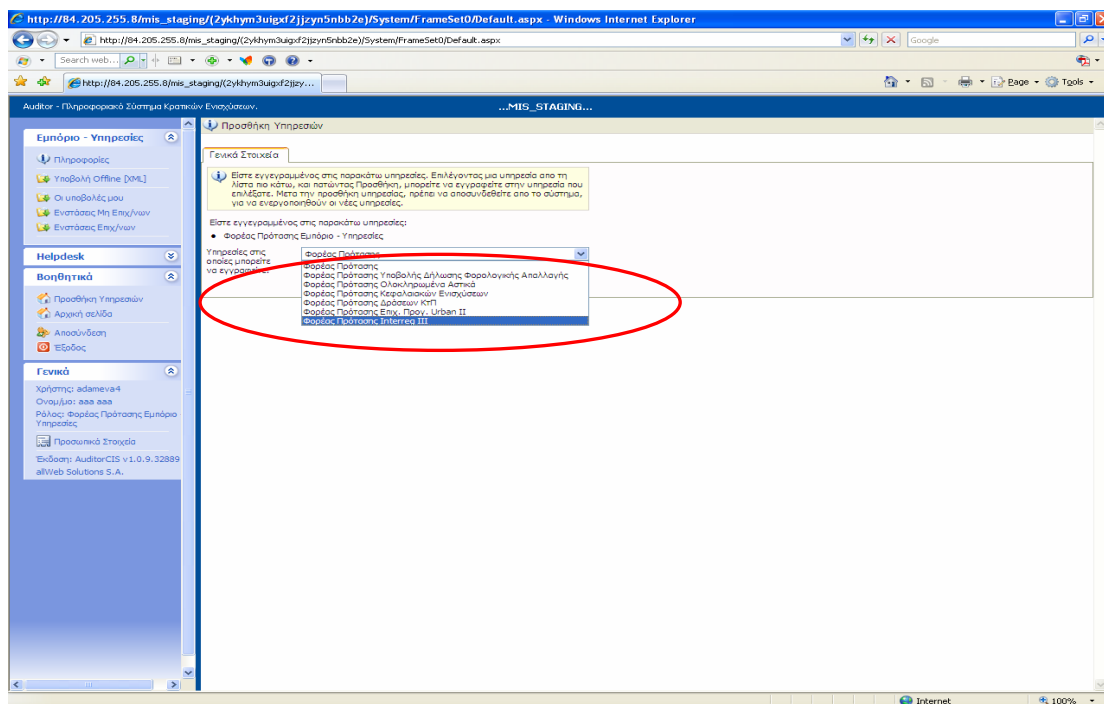 http://84.205.255.8/mis_staging/(2ykhym3uigxf2jjzyn5nbb2e)/System/FrameSet0/Default.aspx - Windows Internet Explorer
http://84.205.255.8/mis_staging/(2ykhym3uigxf2jjzyn5nbb2e)/System/FrameSet0/Default.aspx
Google
Search web...
http://84.205.255.8/mis_staging/(2ykhym3uigxf2jjzy...
Page
Tools
Auditor - Πληροφοριακό Σύστημα Κρατικών Ενισχύσεων.
...MIS_STAGING...
Εμπόριο - Υπηρεσίες
Πληροφορίες
Υποβολή Offline [XML]
Οι υποβολές μου
Ενστάσεις Μη Επιχ/νων
Ενστάσεις Επιχ/νων
Helpdesk
Βοηθητικά
Προσθήκη Υπηρεσιών
Αρχική σελίδα
Αποσύνδεση
Έξοδος
Γενικά
Χρήστης: adameva4
Ονομ/μο: aaa aaa
Ρόλος: Φορέας Πρότασης Εμπόριο
Υπηρεσίες
Προσωπικά Στοιχεία
Έκδοση: AuditorCIS v1.0.9.32889
allWeb Solutions S.A.
Προσθήκη Υπηρεσιών
Γενικά Στοιχεία
Είστε εγγεγραμμένος στις παρακάτω υπηρεσίες. Επιλέγοντας μια υπηρεσία απο τη
λίστα πιο κάτω, και πατώντας Προσθήκη, μπορείτε να εγγραφείτε στην υπηρεσία που
επιλέξατε. Μετα την προσθήκη υπηρεσίας, πρέπει να αποσυνδεθείτε απο το σύστημα,
για να ενεργοποιηθούν οι νέες υπηρεσίες.
Είστε εγγεγραμμένος στις παρακάτω υπηρεσίες:
• Φορέας Πρότασης Εμπόριο - Υπηρεσίες
Υπηρεσίες στις
οποίες μπορείτε
να εγγραφείτε:
Φορέας Πρότασης
Φορέας Πρότασης
Φορέας Πρότασης Υποβολής Δήλωσης Φορολογικής Απαλλαγής
Φορέας Πρότασης Ολοκληρωμένα Αστικά
Φορέας Πρότασης Κεφαλαιακών Ενισχύσεων
Φορέας Πρότασης Δράσεων ΚτΠ
Φορέας Πρότασης Επιχ. Προγ. Urban II
Φορέας Πρότασης Interreg III
Internet
100%